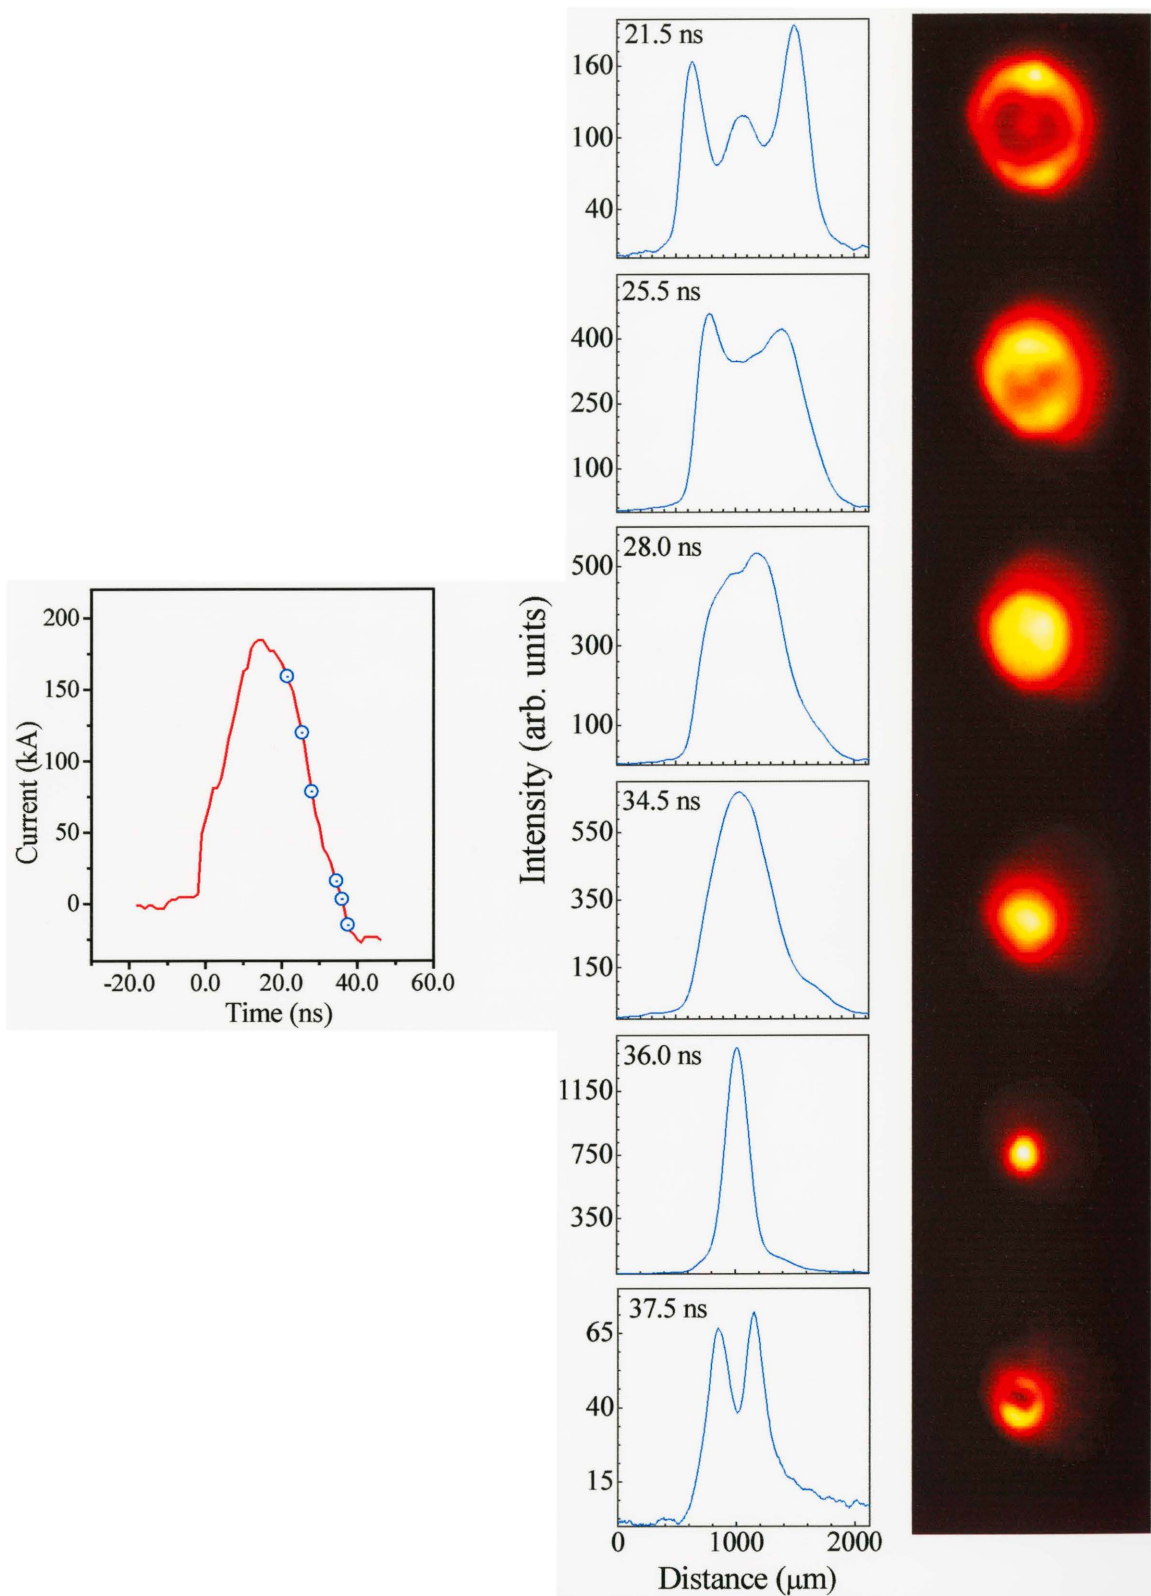 200
150
100
50
0
Current (kA)
-20.0 0.0 20.0 40.0 60.0
Time (ns)
Intensity (arb. units)
21.5 ns
160
100
40
25.5 ns
400
250
100
28.0 ns
500
300
100
34.5 ns
550
350
150
36.0 ns
1150
750
350
37.5 ns
65
40
15
0 1000 2000
Distance (μm)